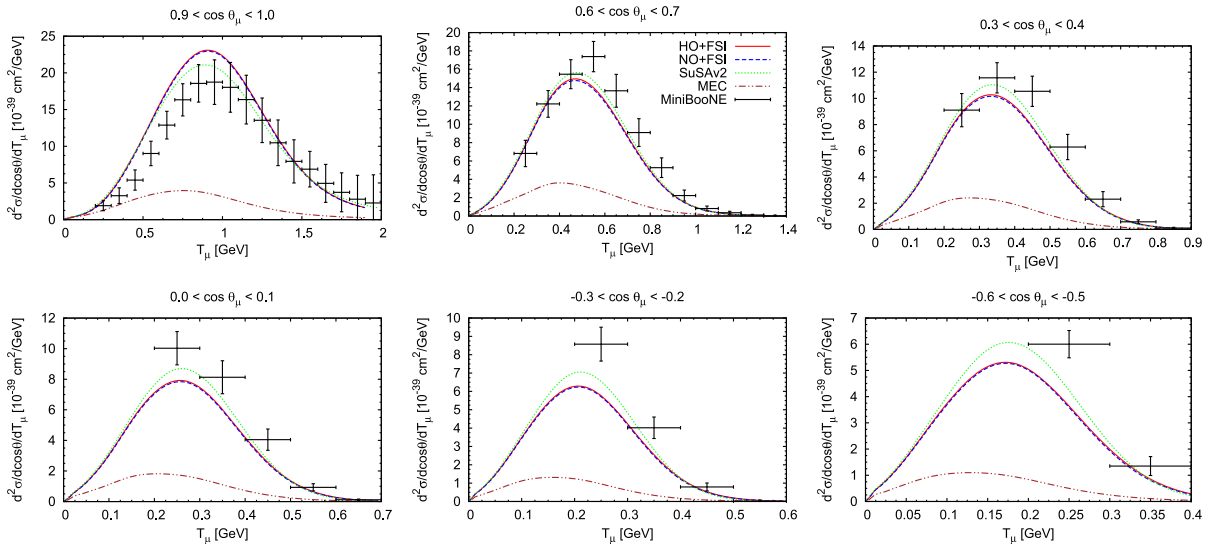 0.9 < cos θμ < 1.0
d²σ/dcosθ/dTμ [10⁻³⁹ cm²/GeV]
25
20
15
10
5
0
0 0.5 1 1.5 2
Tμ [GeV]
0.6 < cos θμ < 0.7
d²σ/dcosθ/dTμ [10⁻³⁹ cm²/GeV]
20
18
16
14
12
10
8
6
4
2
0
HO+FSI
NO+FSI
SuSAv2
MEC
MiniBooNE
0 0.2 0.4 0.6 0.8 1 1.2 1.4
Tμ [GeV]
0.3 < cos θμ < 0.4
d²σ/dcosθ/dTμ [10⁻³⁹ cm²/GeV]
14
12
10
8
6
4
2
0
0 0.1 0.2 0.3 0.4 0.5 0.6 0.7 0.8 0.9
Tμ [GeV]
0.0 < cos θμ < 0.1
d²σ/dcosθ/dTμ [10⁻³⁹ cm²/GeV]
12
10
8
6
4
2
0
0 0.1 0.2 0.3 0.4 0.5 0.6 0.7
Tμ [GeV]
-0.3 < cos θμ < -0.2
d²σ/dcosθ/dTμ [10⁻³⁹ cm²/GeV]
10
9
8
7
6
5
4
3
2
1
0
0 0.1 0.2 0.3 0.4 0.5 0.6
Tμ [GeV]
-0.6 < cos θμ < -0.5
d²σ/dcosθ/dTμ [10⁻³⁹ cm²/GeV]
7
6
5
4
3
2
1
0
0 0.05 0.1 0.15 0.2 0.25 0.3 0.35 0.4
Tμ [GeV]